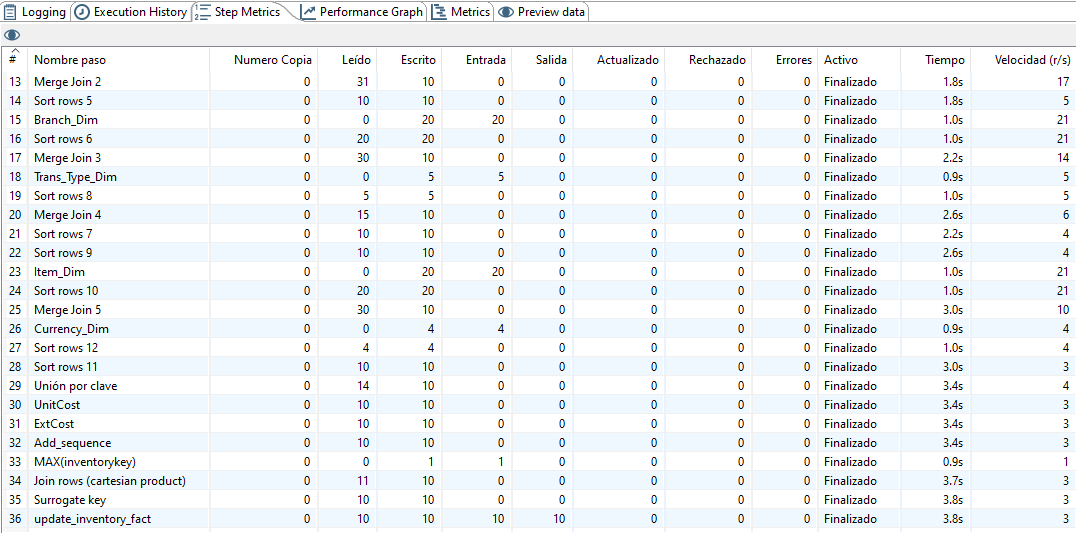 Logging Execution History Step Metrics Performance Graph Metrics Preview data
# Nombre paso Numero Copia Leído Escrito Entrada Salida Actualizado Rechazado Errores Activo Tiempo Velocidad (r/s)
13 Merge Join 2 0 31 10 0 0 0 0 0 Finalizado 1.8s 17
14 Sort rows 5 0 10 10 0 0 0 0 0 Finalizado 1.8s 5
15 Branch_Dim 0 0 20 20 0 0 0 0 Finalizado 1.0s 21
16 Sort rows 6 0 20 20 0 0 0 0 0 Finalizado 1.0s 21
17 Merge Join 3 0 30 10 0 0 0 0 0 Finalizado 2.2s 14
18 Trans_Type_Dim 0 0 5 5 0 0 0 0 Finalizado 0.9s 5
19 Sort rows 8 0 5 5 0 0 0 0 0 Finalizado 1.0s 5
20 Merge Join 4 0 15 10 0 0 0 0 0 Finalizado 2.6s 6
21 Sort rows 7 0 10 10 0 0 0 0 0 Finalizado 2.2s 4
22 Sort rows 9 0 10 10 0 0 0 0 0 Finalizado 2.6s 4
23 Item_Dim 0 0 20 20 0 0 0 0 Finalizado 1.0s 21
24 Sort rows 10 0 20 20 0 0 0 0 0 Finalizado 1.0s 21
25 Merge Join 5 0 30 10 0 0 0 0 0 Finalizado 3.0s 10
26 Currency_Dim 0 0 4 4 0 0 0 0 Finalizado 0.9s 4
27 Sort rows 12 0 4 4 0 0 0 0 0 Finalizado 1.0s 4
28 Sort rows 11 0 10 10 0 0 0 0 0 Finalizado 3.0s 3
29 Unión por clave 0 14 10 0 0 0 0 0 Finalizado 3.4s 4
30 UnitCost 0 10 10 0 0 0 0 0 Finalizado 3.4s 3
31 ExtCost 0 10 10 0 0 0 0 0 Finalizado 3.4s 3
32 Add_sequence 0 10 10 0 0 0 0 0 Finalizado 3.4s 3
33 MAX(inventorykey) 0 0 1 1 0 0 0 0 Finalizado 0.9s 1
34 Join rows (cartesian product) 0 11 10 0 0 0 0 0 Finalizado 3.7s 3
35 Surrogate key 0 10 10 0 0 0 0 0 Finalizado 3.8s 3
36 update_inventory_fact 0 10 10 10 10 0 0 0 Finalizado 3.8s 3